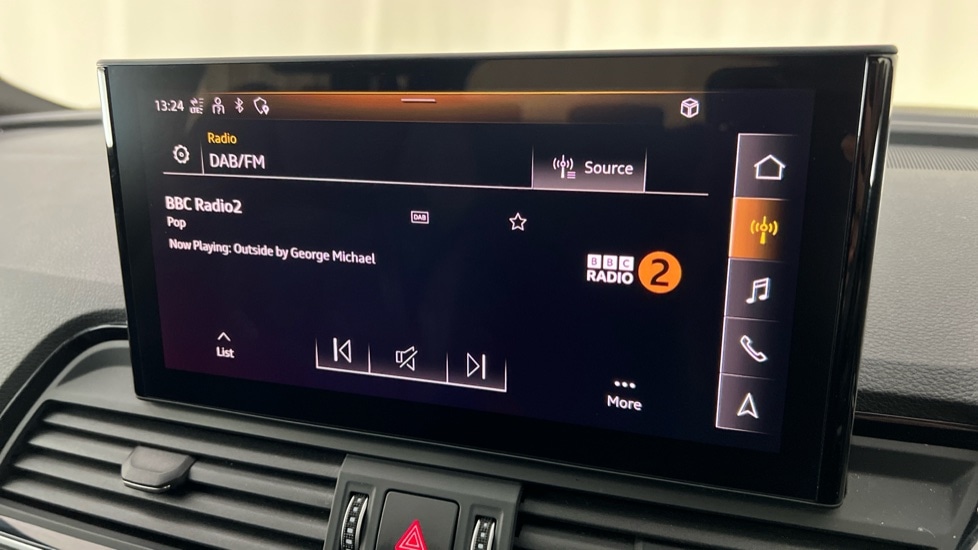 13:24 LTE
Radio
DAB/FM
Source
BBC Radio2
DAB
Pop
Now Playing: Outside by George Michael
BBC
RADIO 2
List
More